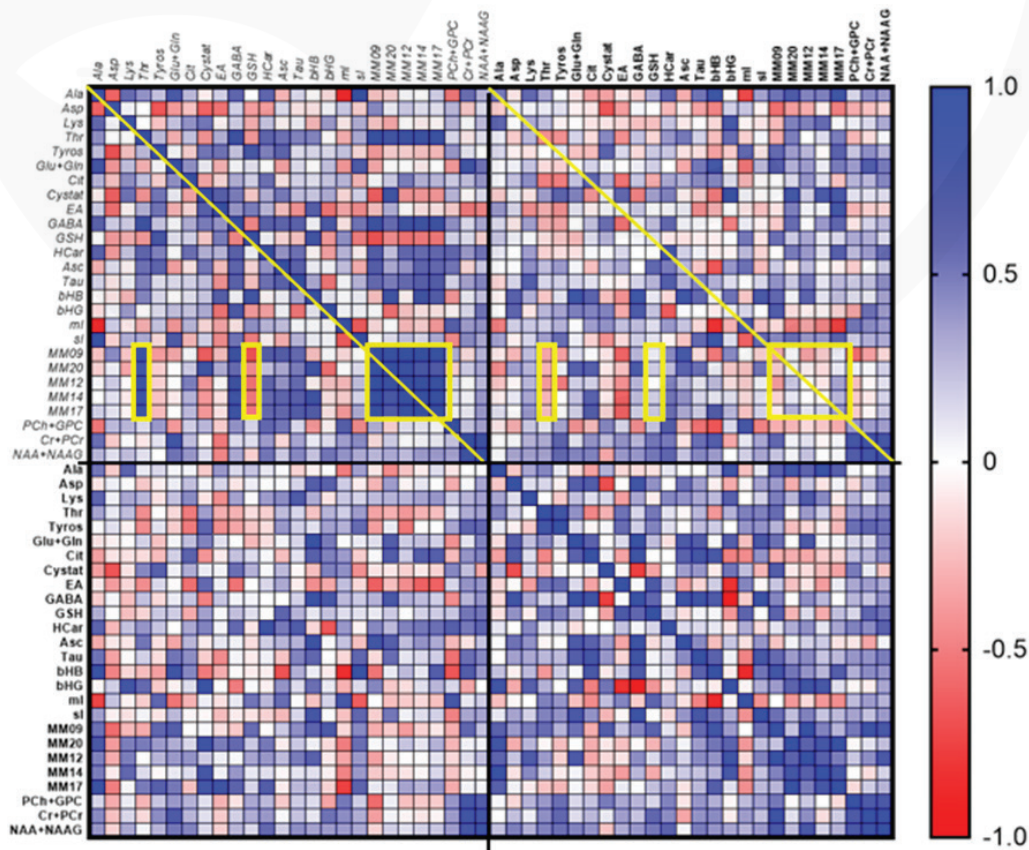 Ala
Asp
Lys
Thr
Tyros
Glu+Gln
Cit
Cystat
EA
GABA
GSH
HCar
Asc
Tau
bHB
bHG
mI
sI
MM09
MM20
MM12
MM14
MM17
PCh+GPC
Cr+PCr
NAA+NAAG
Ala
Asp
Lys
Thr
Tyros
Glu+Gln
Cit
Cystat
EA
GABA
GSH
HCar
Asc
Tau
bHB
bHG
mI
sI
MM09
MM20
MM12
MM14
MM17
PCh+GPC
Cr+PCr
NAA+NAAG
Ala
Asp
Lys
Thr
Tyros
Glu+Gln
Cit
Cystat
EA
GABA
GSH
HCar
Asc
Tau
bHB
bHG
mI
sI
MM09
MM20
MM12
MM14
MM17
PCh+GPC
Cr+PCr
NAA+NAAG
Ala
Asp
Lys
Thr
Tyros
Glu+Gln
Cit
Cystat
EA
GABA
GSH
HCar
Asc
Tau
bHB
bHG
mI
sI
MM09
MM20
MM12
MM14
MM17
PCh+GPC
Cr+PCr
NAA+NAAG
1.0
0.5
0
-0.5
-1.0